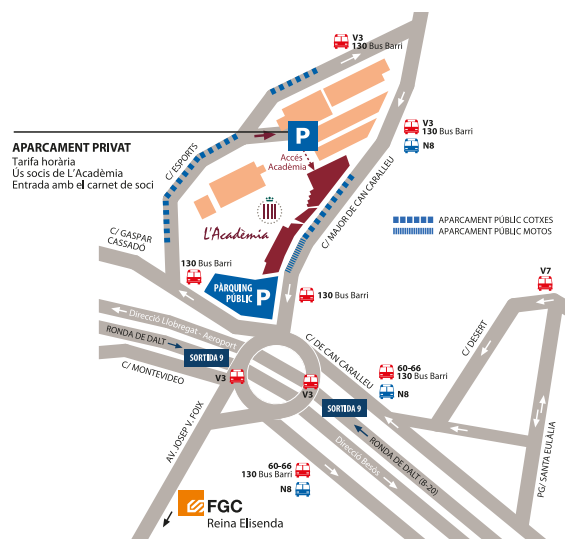 V3
130 Bus Barri
P
APARCAMENT PRIVAT
Tarifa horària
Ús socis de L'Acadèmia
Entrada amb el carnet de soci
Accés
Acadèmia
V3
130 Bus Barri
N8
C/ ESPORTS
C/ MAJOR DE CAN CARALLEU
L'Acadèmia
APARCAMENT PÚBLIC COTXES
APARCAMENT PÚBLIC MOTOS
C/ GASPAR
CASSADÓ
130 Bus Barri
PÀRQUING
PÚBLIC P
130 Bus Barri
V7
Direcció Llobregat - Aeroport
RONDA DE DALT
SORTIDA 9
C/ MONTEVIDEO
V3
V3
C/ DE CAN CARALLEU
C/ DESERT
60-66
130 Bus Barri
N8
SORTIDA 9
AV. JOSEP V. FOIX
Direcció Besòs
RONDA DE DALT (B-20)
PG/ SANTA EULÀLIA
60-66
130 Bus Barri
N8
FGC
Reina Elisenda